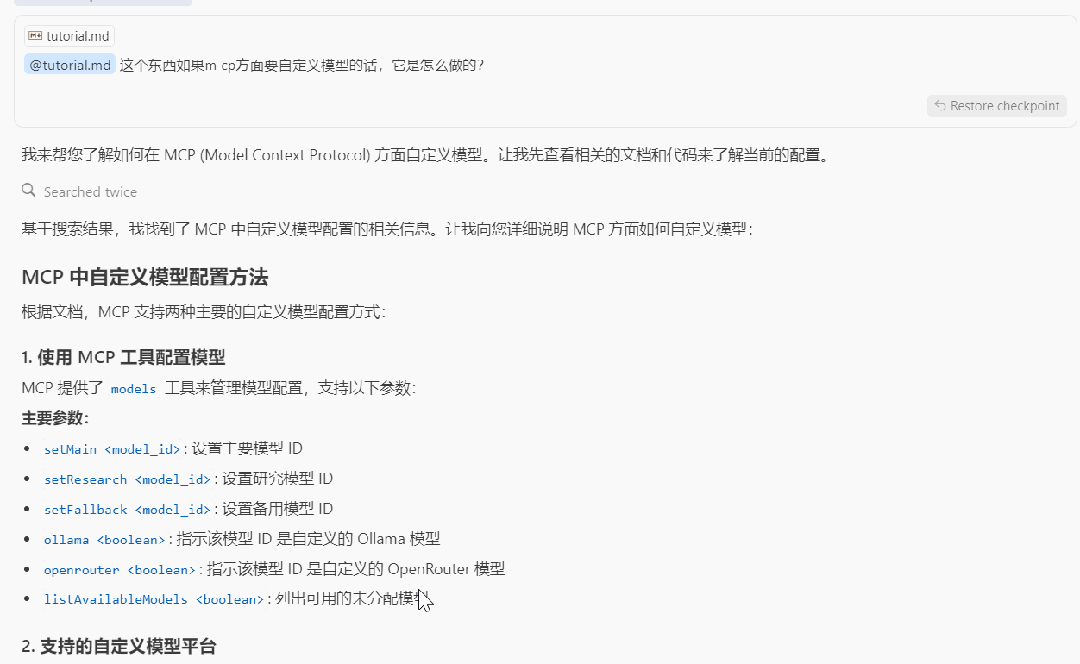 tutorial.md
@tutorial.md 这个东西如果mcp方面要自定义模型的话，它是怎么做的？
Restore checkpoint
我来帮您了解如何在 MCP (Model Context Protocol) 方面自定义模型。让我先查看相关的文档和代码来了解当前的配置。
Searched twice
基于搜索结果，我找到了 MCP 中自定义模型配置的相关信息。让我向您详细说明 MCP 方面如何自定义模型：
MCP 中自定义模型配置方法
根据文档，MCP 支持两种主要的自定义模型配置方式：
1. 使用 MCP 工具配置模型
MCP 提供了 models 工具来管理模型配置，支持以下参数：
主要参数：
• setMain <model_id>: 设置主要模型 ID
• setResearch <model_id>: 设置研究模型 ID
• setFallback <model_id>: 设置备用模型 ID
• ollama <boolean>: 指示该模型 ID 是自定义的 Ollama 模型
• openrouter <boolean>: 指示该模型 ID 是自定义的 OpenRouter 模型
• listAvailableModels <boolean>: 列出可用的未分配模型
2. 支持的自定义模型平台